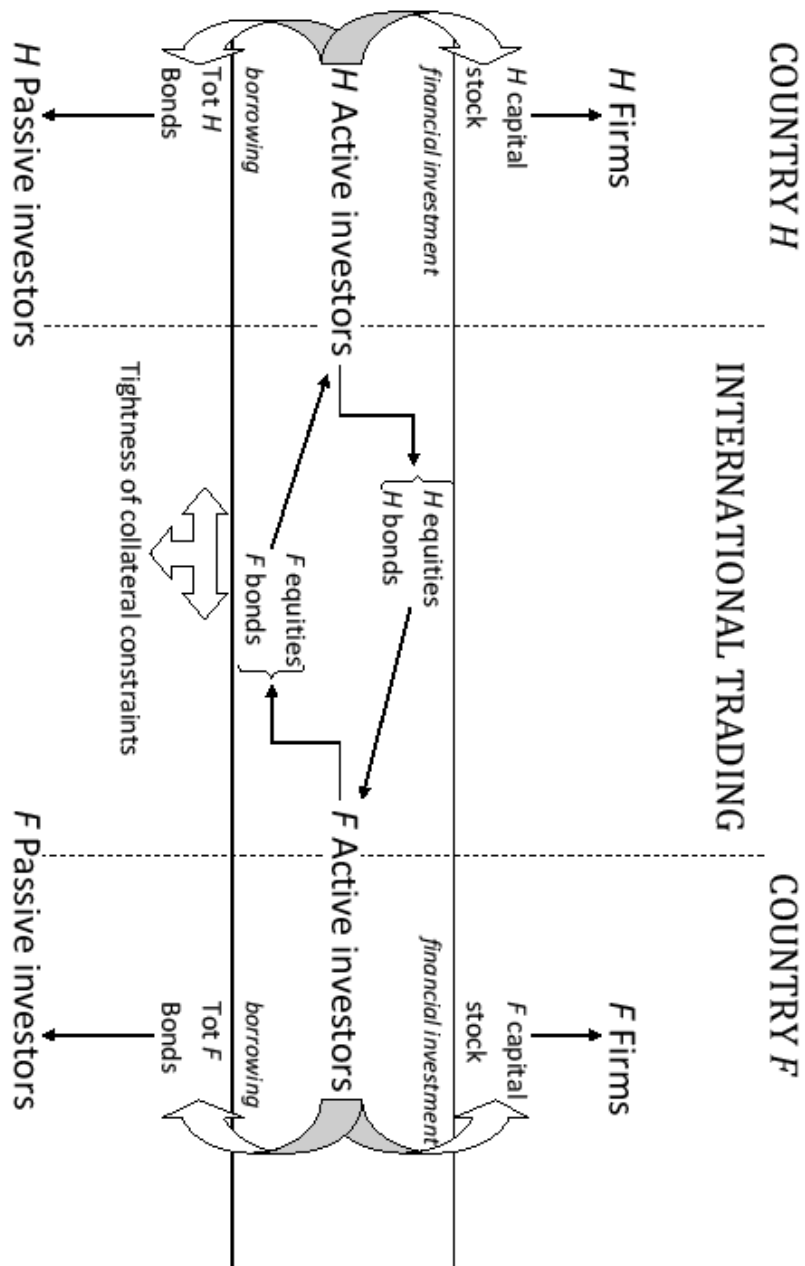 COUNTRY H
INTERNATIONAL TRADING
COUNTRY F
H Firms
F Firms
H capital
stock
F capital
stock
financial investment
financial investment
H equities
H bonds
H Active investors
F Active investors
F equities
F bonds
borrowing
borrowing
Tot H
Bonds
Tot F
Bonds
Tightness of collateral constraints
H Passive investors
F Passive investors